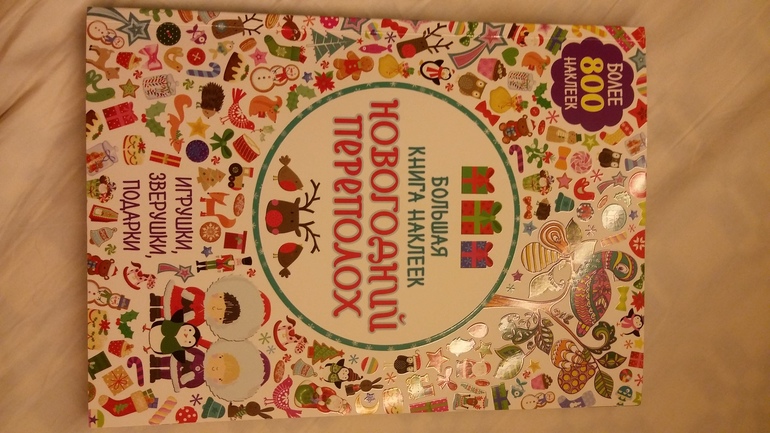 БОЛЕЕ
800
НАКЛЕЕК
БОЛЬШАЯ
КНИГА НАКЛЕЕК
НОВОГОДНИЙ
ПЕРЕПОЛОХ
ИГРУШКИ,
ЗВЕРУШКИ,
ПОДАРКИ